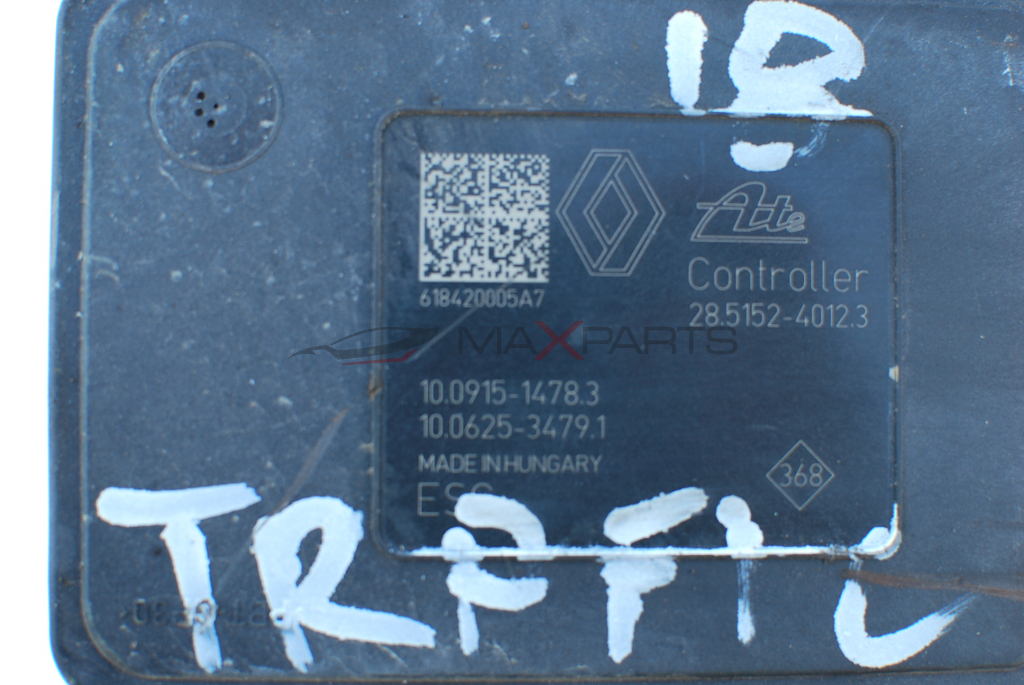 18
Ate
Controller
28.5152-4012.3
618420005A7
MAXPARTS
10.0915-1478.3
10.0625-3479.1
MADE IN HUNGARY
368
ESC
TRAFIC